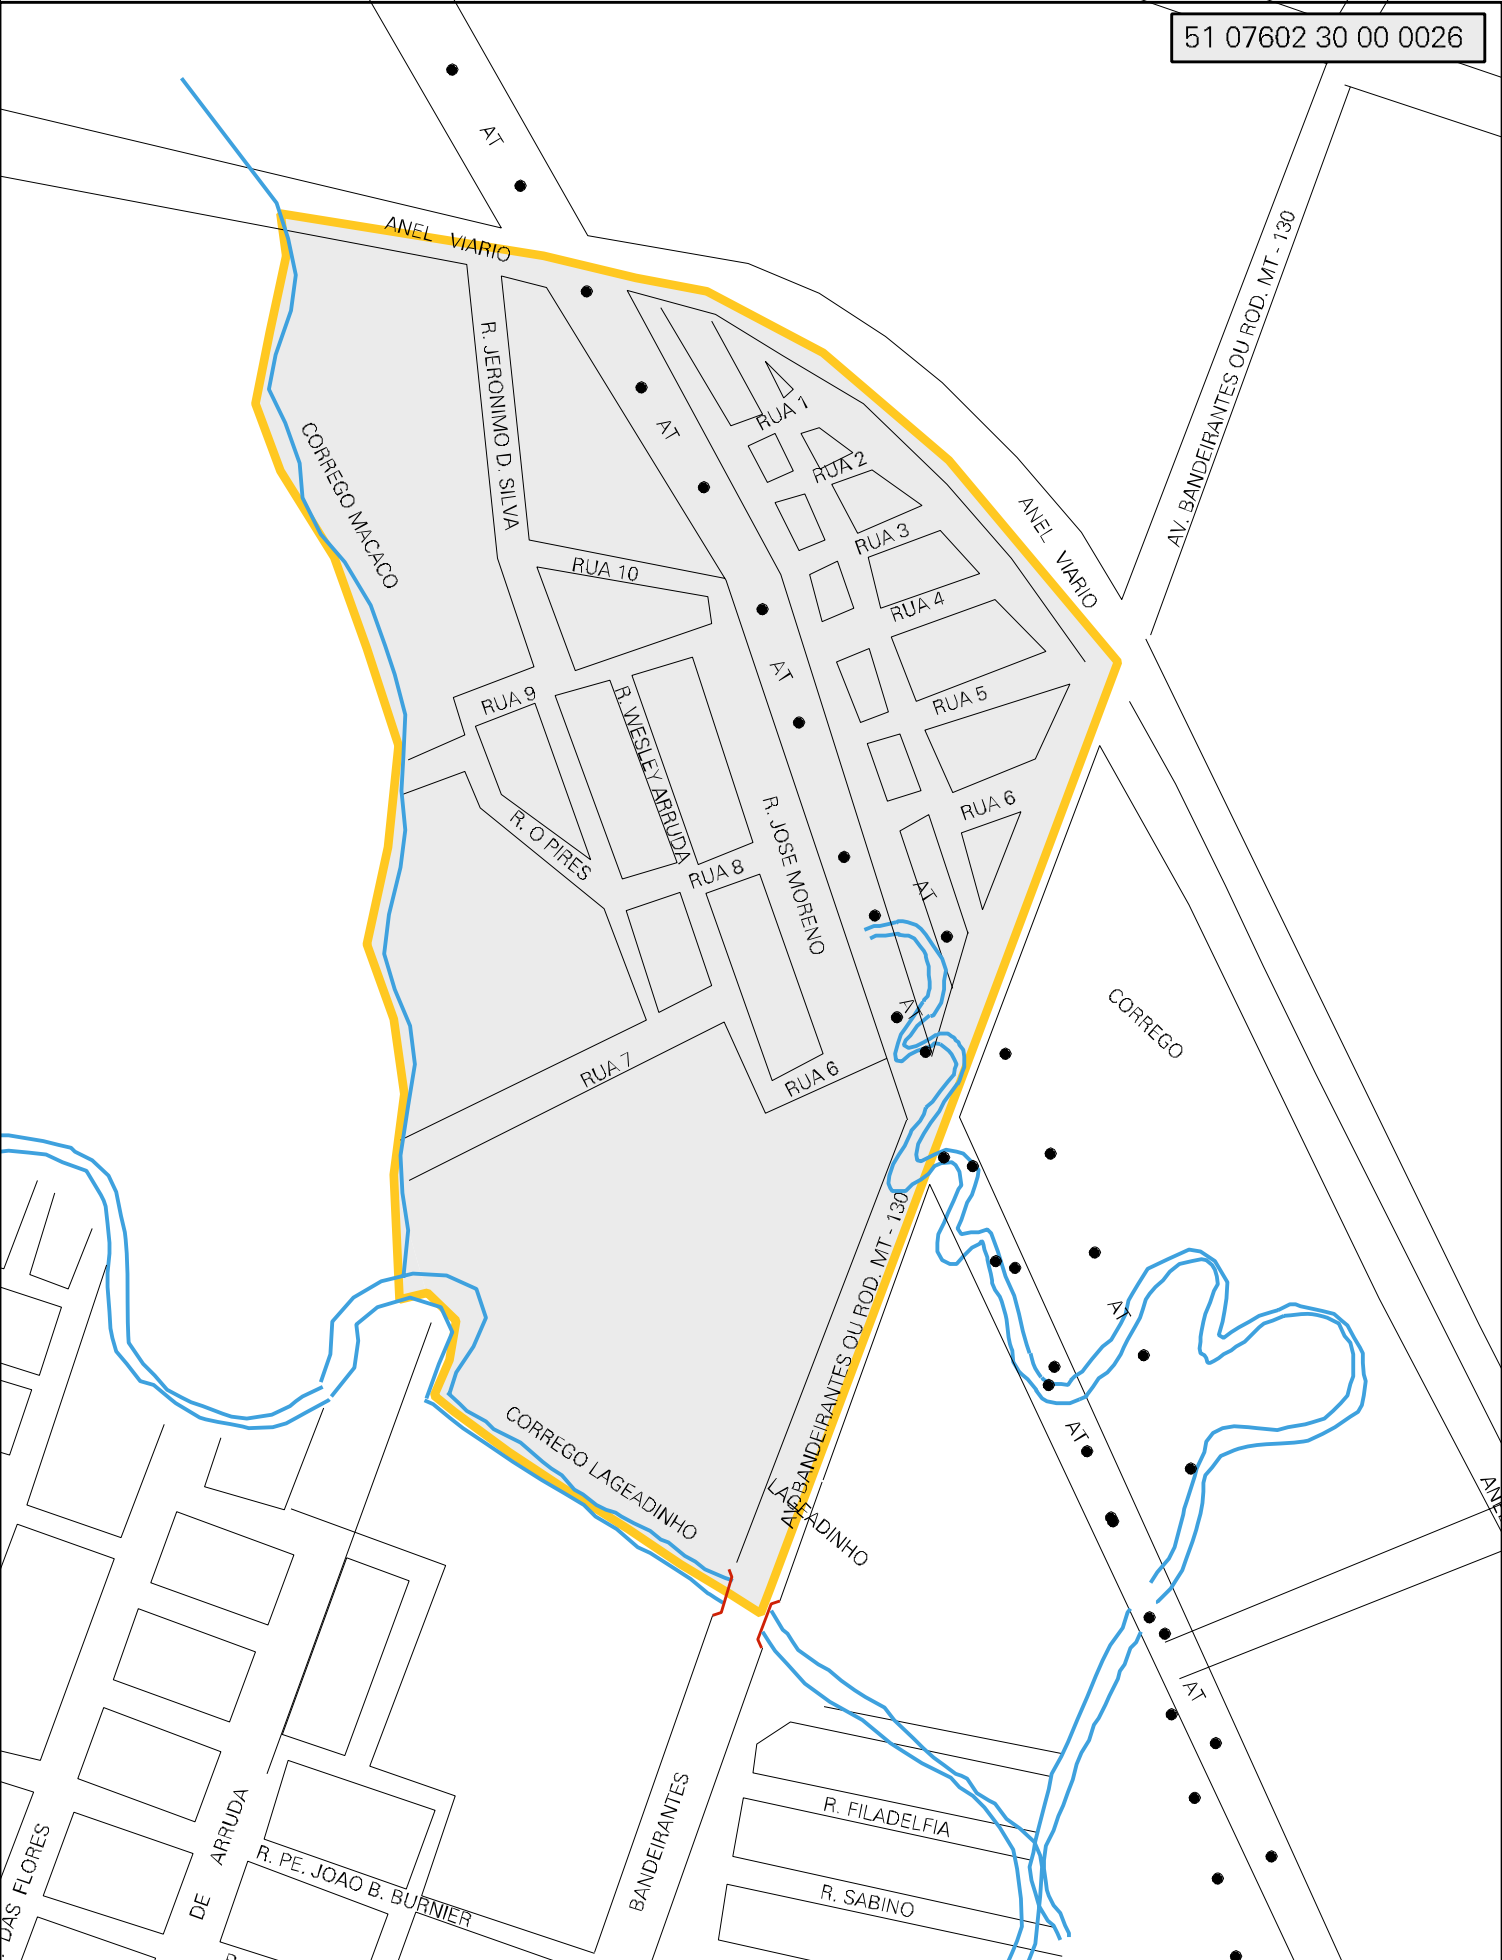 51 07602 30 00 0026
AT
ANEL VIARIO
AV. BANDEIRANTES OU ROD. MT - 130
R. JERONIMO D. SILVA
CORREGO MACACO
AT
RUA 1
RUA 2
RUA 3
ANEL VIARIO
RUA 10
RUA 4
AT
RUA 9
RUA 5
R. WESLEY ARRUDA
RUA 6
R. O PIRES
R. JOSE MORENO
RUA 8
AT
AT
CORREGO
RUA 7
RUA 6
AV. BANDEIRANTES OU ROD. MT - 130
AT
CORREGO LAGEADINHO
AT
LAGEADINHO
AT
BANDEIRANTES
R. FILADELFIA
DE ARRUDA
R. PE. JOAO B. BURNIER
R. SABINO
DAS FLORES